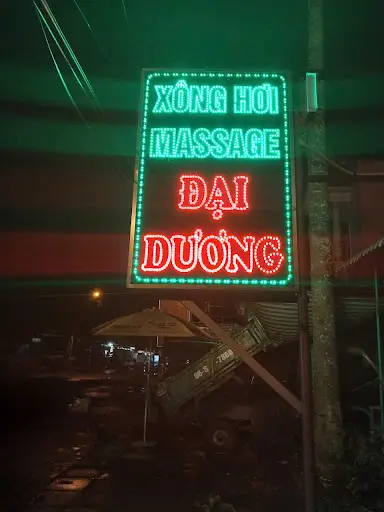 XÔNG HƠI
MASSAGE
ĐẠI
DƯƠNG